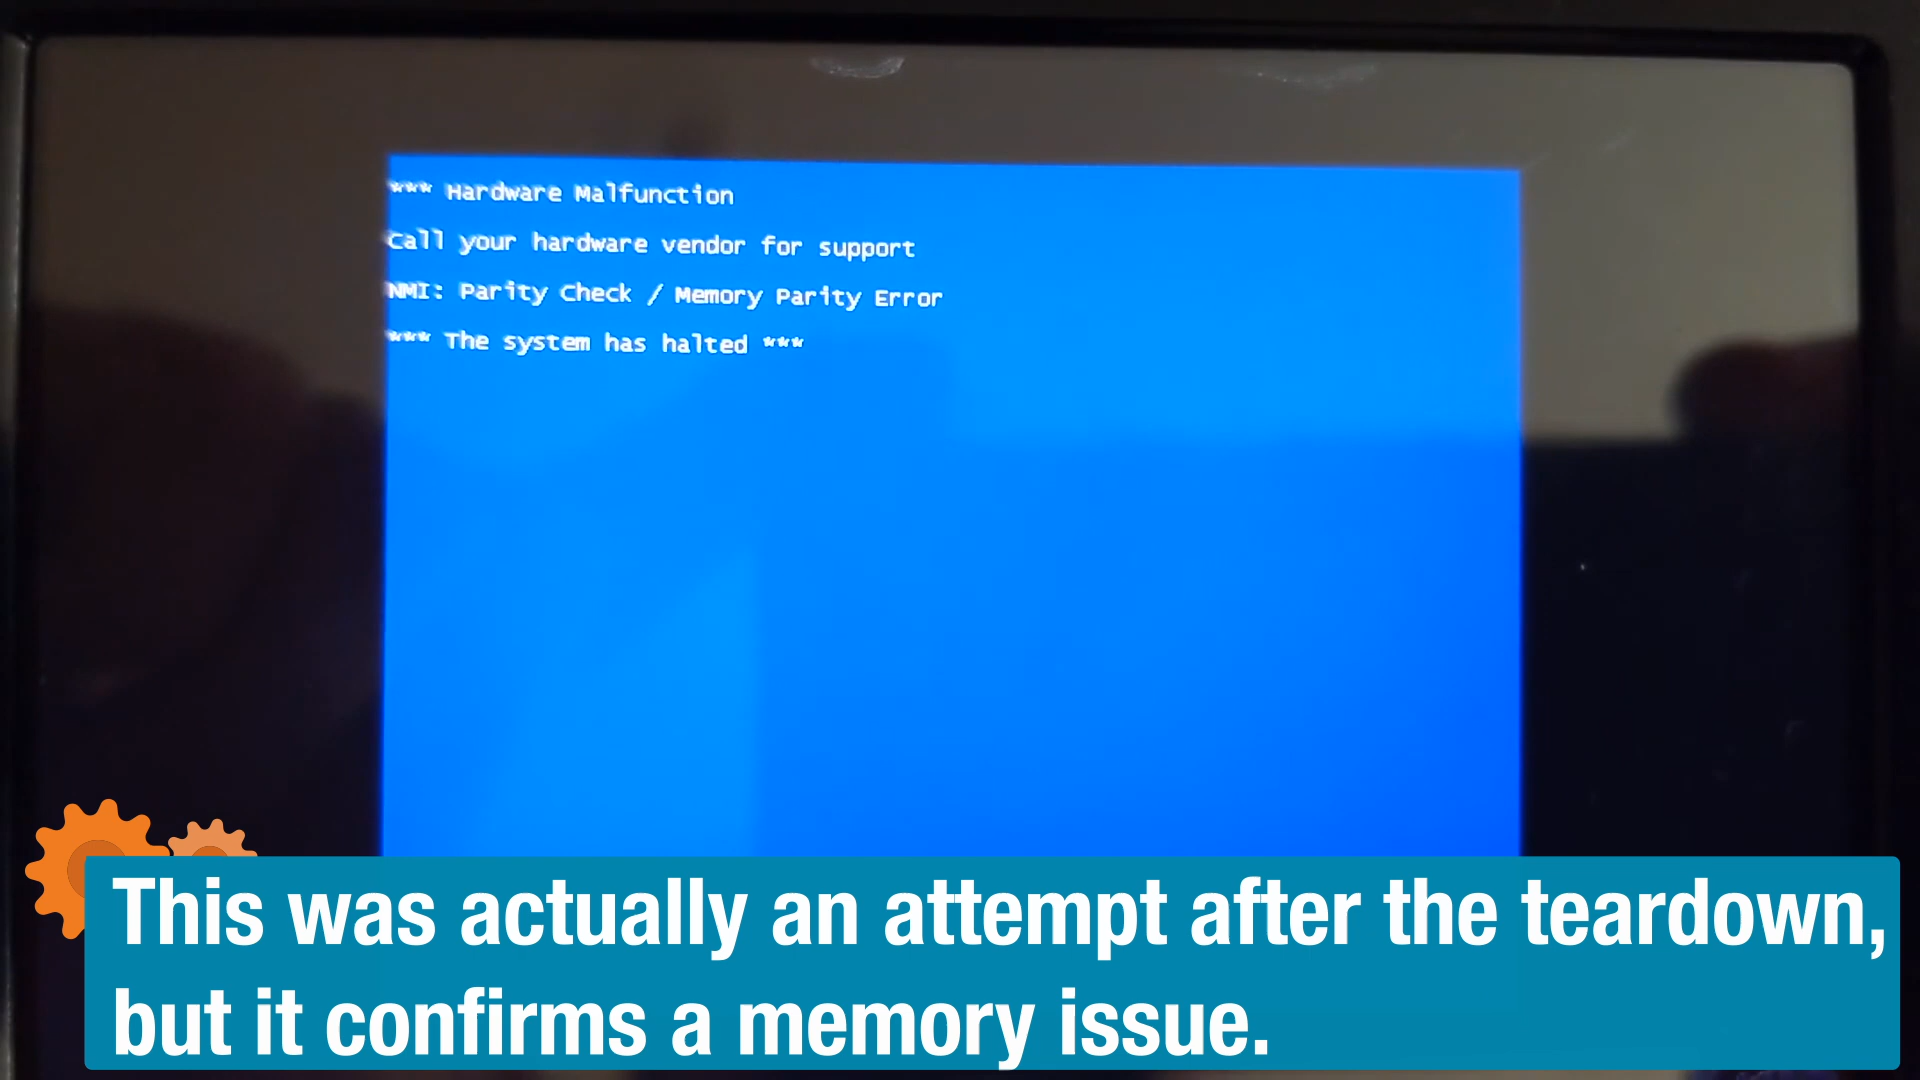 *** Hardware Malfunction
Call your hardware vendor for support
NMI: Parity Check / Memory Parity Error
*** The system has halted ***
This was actually an attempt after the teardown,
but it confirms a memory issue.